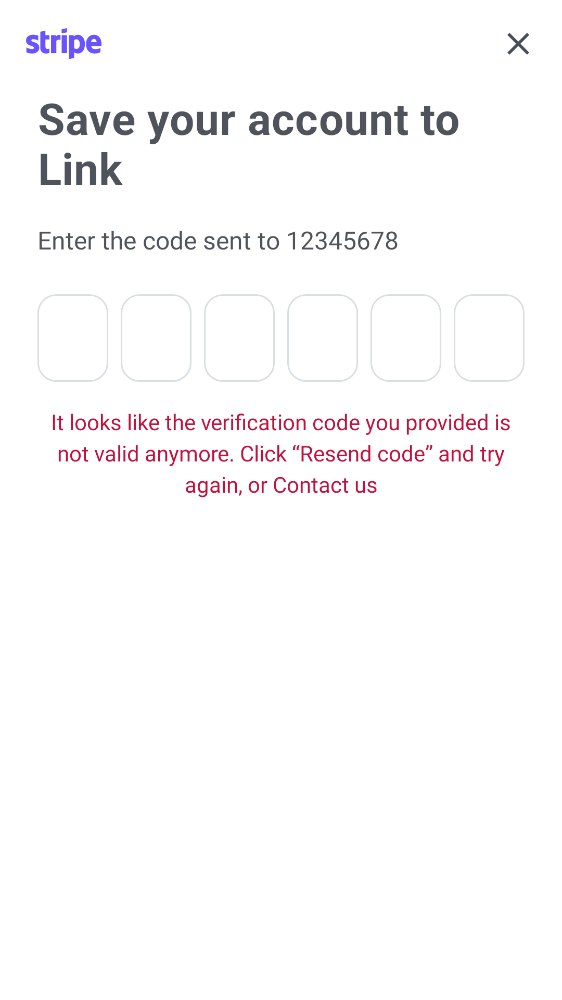 stripe
Save your account to
Link
Enter the code sent to 12345678
It looks like the verification code you provided is
not valid anymore. Click “Resend code” and try
again, or Contact us